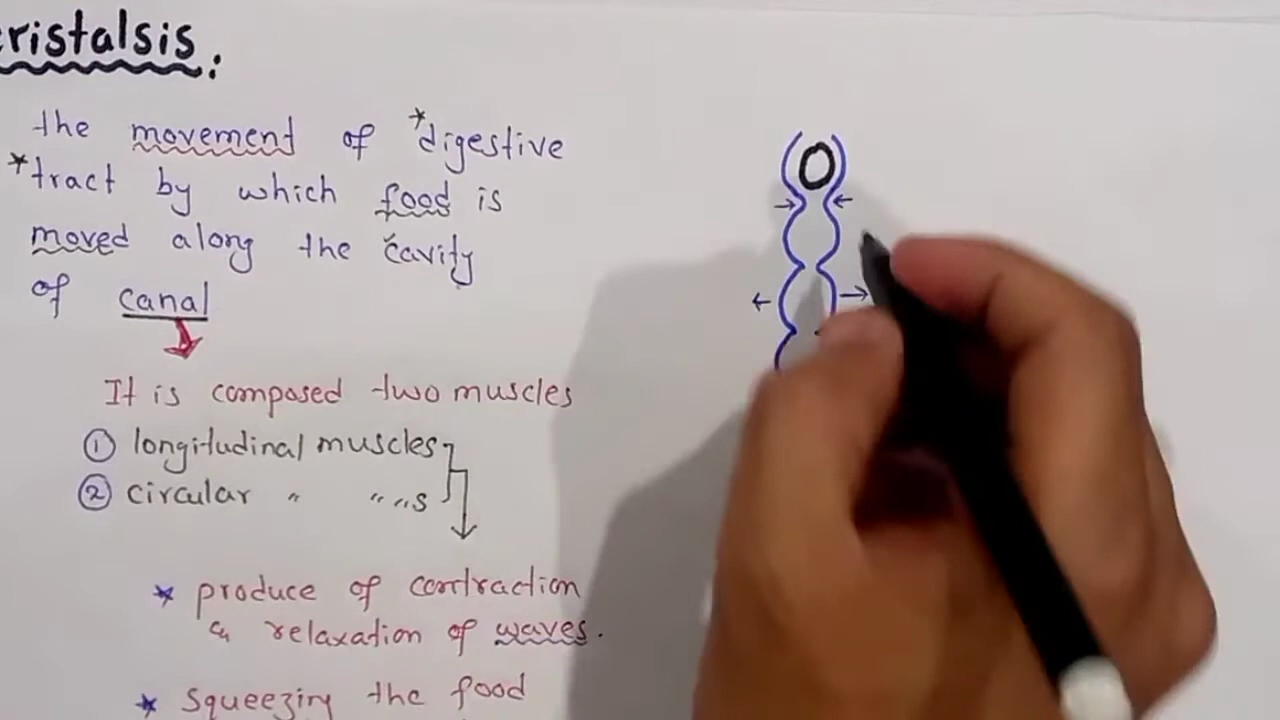 eristalsis:
the movement of *digestive
*tract by which food is
moved along the cavity
of canal
It is composed two muscles
① longitudinal muscles
② circular " " "s
* produce of contraction
& relaxation of waves.
* squeezing the food